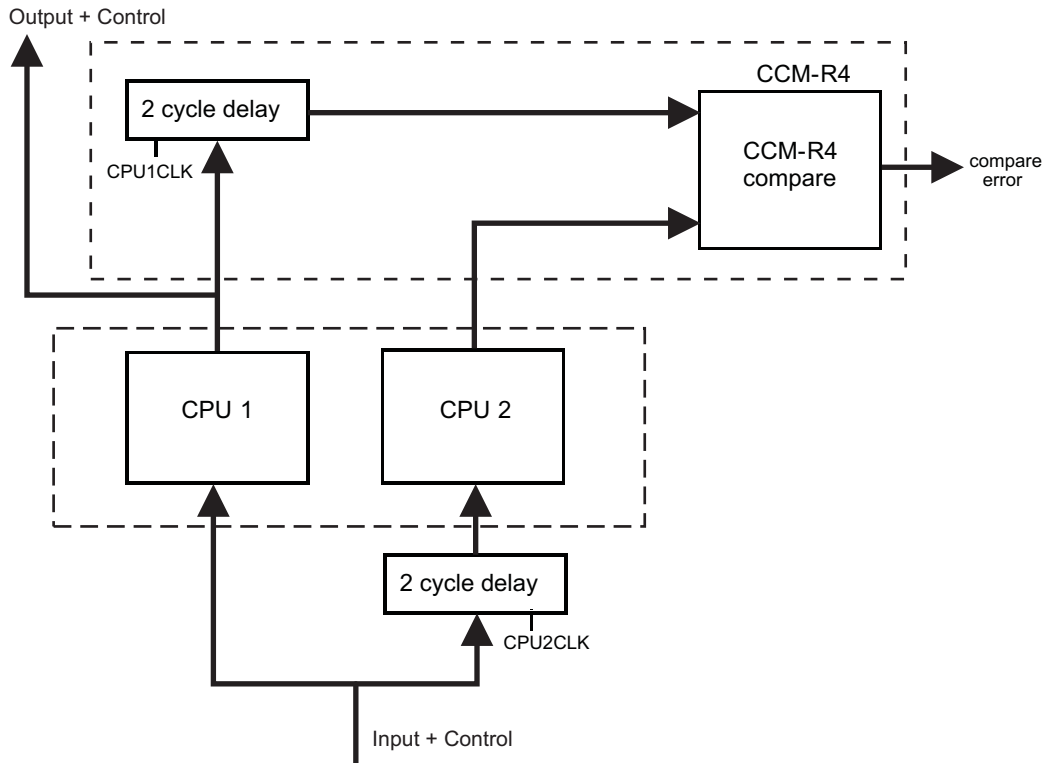 Output + Control
CCM-R4
2 cycle delay
CPU1CLK
CCM-R4
compare
compare
error
CPU 1
CPU 2
2 cycle delay
CPU2CLK
Input + Control